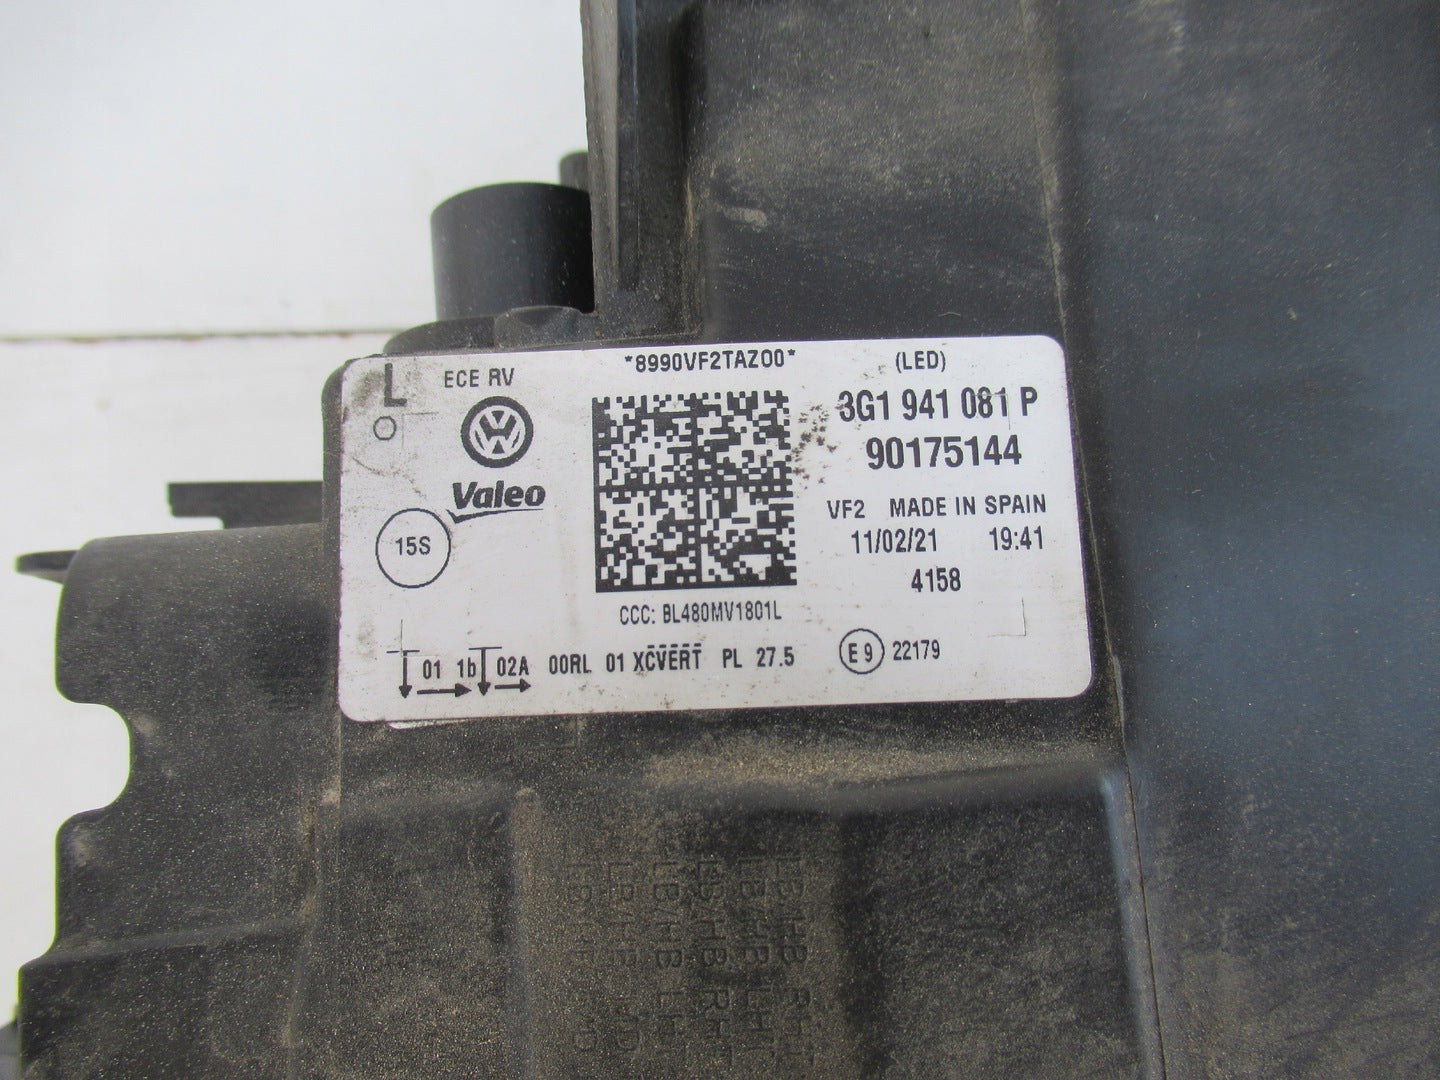 L
ECE RV
*8990VF2TAZ00*
(LED)
3G1 941 081 P
90175144
Valeo
15S
VF2 MADE IN SPAIN
11/02/21 19:41
4158
CCC: BL480MV1801L
01 1b 02A 00RL 01 XCVERT PL 27.5
E 9 22179